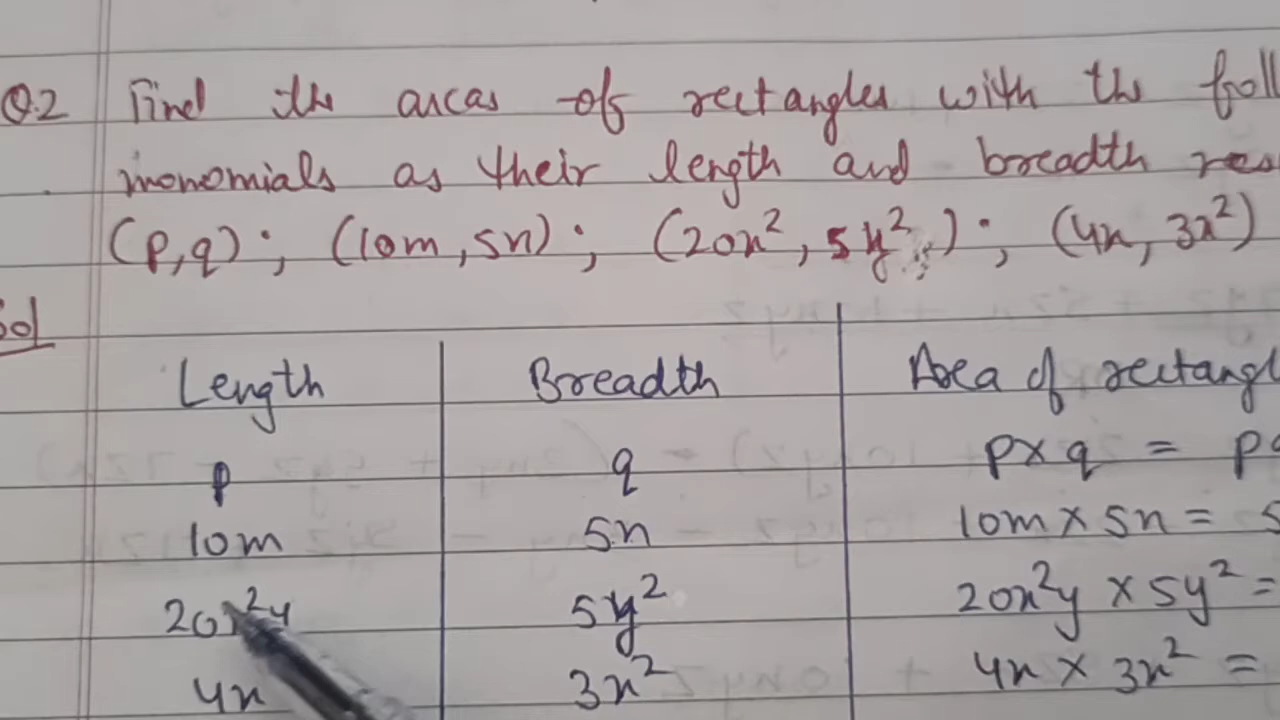 Q.2 Find the areas of rectangles with the foll
monomials as their length and breadth res
(p,q); (10m, 5n); (20x², 5y²); (4x, 3x²)
Sol
Length Breadth Area of rectangl
p q p×q = pq
10m 5n 10m × 5n = 5
20x²y 5y² 20x²y × 5y² =
4x 3x² 4x × 3x² =